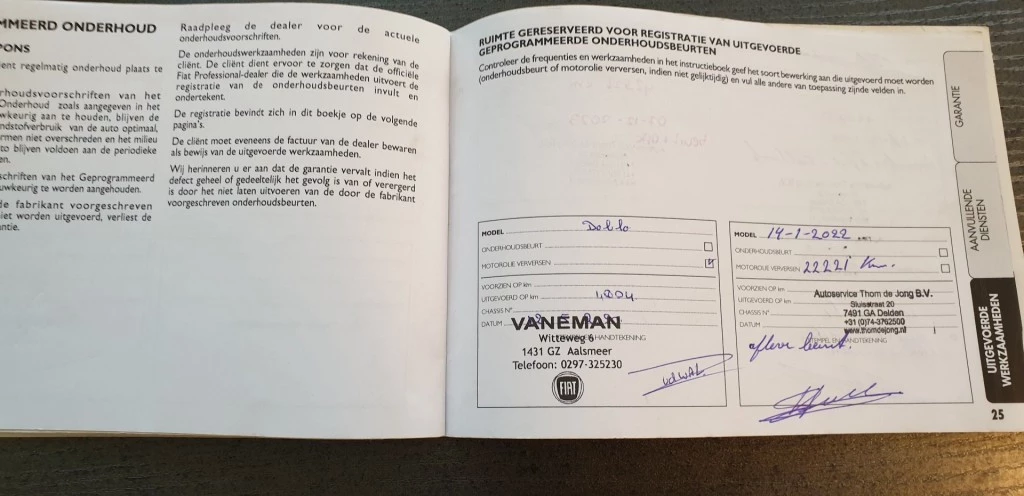 MMEERD ONDERHOUD
PONS
ent regelmatig onderhoud plaats te
rhoudsvoorschriften van het
Onderhoud zoals aangegeven in het
wkeurig aan te houden, blijven de
ndstofverbruik van de auto optimaal,
rmen niet overschreden en het milieu
to blijven voldoen aan de periodieke
en.
schriften van het Geprogrammeerd
uwkeurig te worden aangehouden.
de fabrikant voorgeschreven
niet worden uitgevoerd, verliest de
ntie.
Raadpleeg de dealer voor de actuele
onderhoudsvoorschriften.
De onderhoudswerkzaamheden zijn voor rekening van de
cliënt. De cliënt dient ervoor te zorgen dat de officiële
Fiat Professional-dealer die de werkzaamheden uitvoert de
registratie van de onderhoudsbeurten invult en
ondertekent.
De registratie bevindt zich in dit boekje op de volgende
pagina's.
De cliënt moet eveneens de factuur van de dealer bewaren
als bewijs van de uitgevoerde werkzaamheden.
Wij herinneren u er aan dat de garantie vervalt indien het
defect geheel of gedeeltelijk het gevolg is van of verergerd
is door het niet laten uitvoeren van de door de fabrikant
voorgeschreven onderhoudsbeurten.
RUIMTE GERESERVEERD VOOR REGISTRATIE VAN UITGEVOERDE
GEPROGRAMMEERDE ONDERHOUDSBEURTEN
Controleer de frequenties en werkzaamheden in het instructieboek geef het soort bewerking aan die uitgevoerd moet worden
(onderhoudsbeurt of motorolie verversen, indien niet gelijktijdig) en vul alle andere van toepassing zijnde velden in.
MODEL Doblo
ONDERHOUDSBEURT
MOTOROLIE VERVERSEN
VOORZIEN OP km
UITGEVOERD OP km 4804
CHASSIS N°
DATUM
VANEMAN
Witteweg 6
HANDTEKENING
1431 GZ Aalsmeer
Telefoon: 0297-325230
FIAT
vdWAL
MODEL 14-1-2022
ONDERHOUDSBEURT
MOTOROLIE VERVERSEN 22221 Km.
VOORZIEN OP km
Autoservice Thom de Jong B.V.
UITGEVOERD OP km
Sluisstraat 20
CHASSIS N°
7491 GA Delden
DATUM
+31 (0)74-3762500
www.thomdejong.nl
STEMPEL EN HANDTEKENING
aflever beurt.
GARANTIE
AANVULLENDE
DIENSTEN
UITGEVOERDE
WERKZAAMHEDEN
25